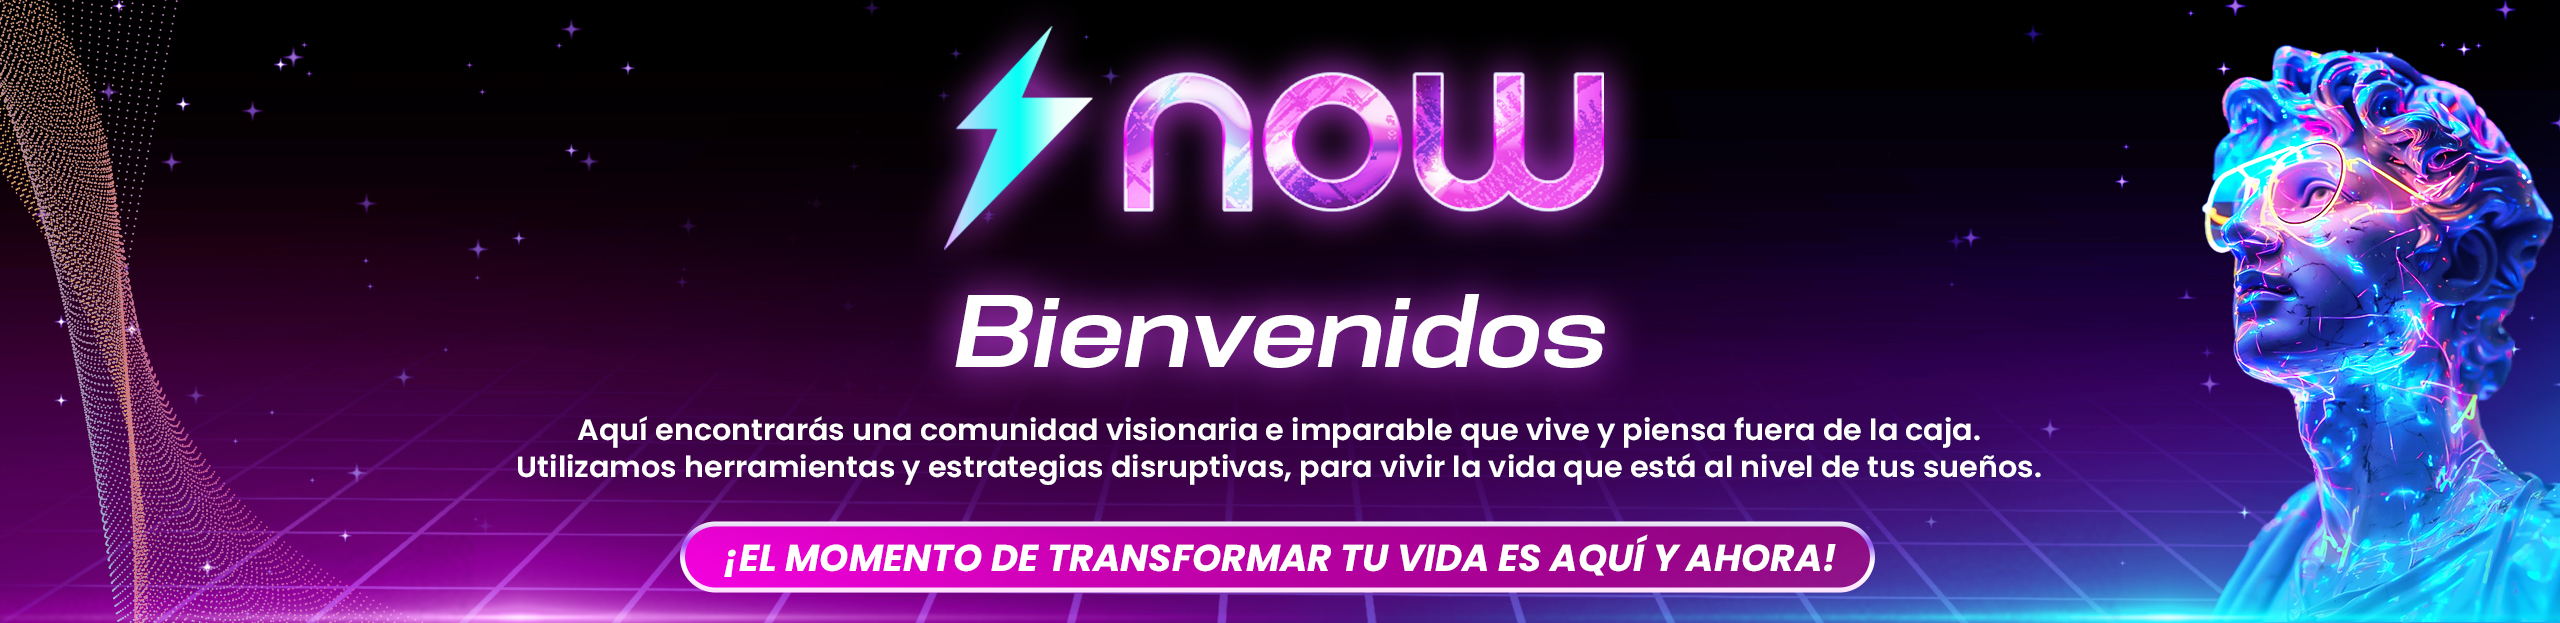 now
Bienvenidos
Aquí encontrarás una comunidad visionaria e imparable que vive y piensa fuera de la caja.
Utilizamos herramientas y estrategias disruptivas, para vivir la vida que está al nivel de tus sueños.
¡EL MOMENTO DE TRANSFORMAR TU VIDA ES AQUÍ Y AHORA!